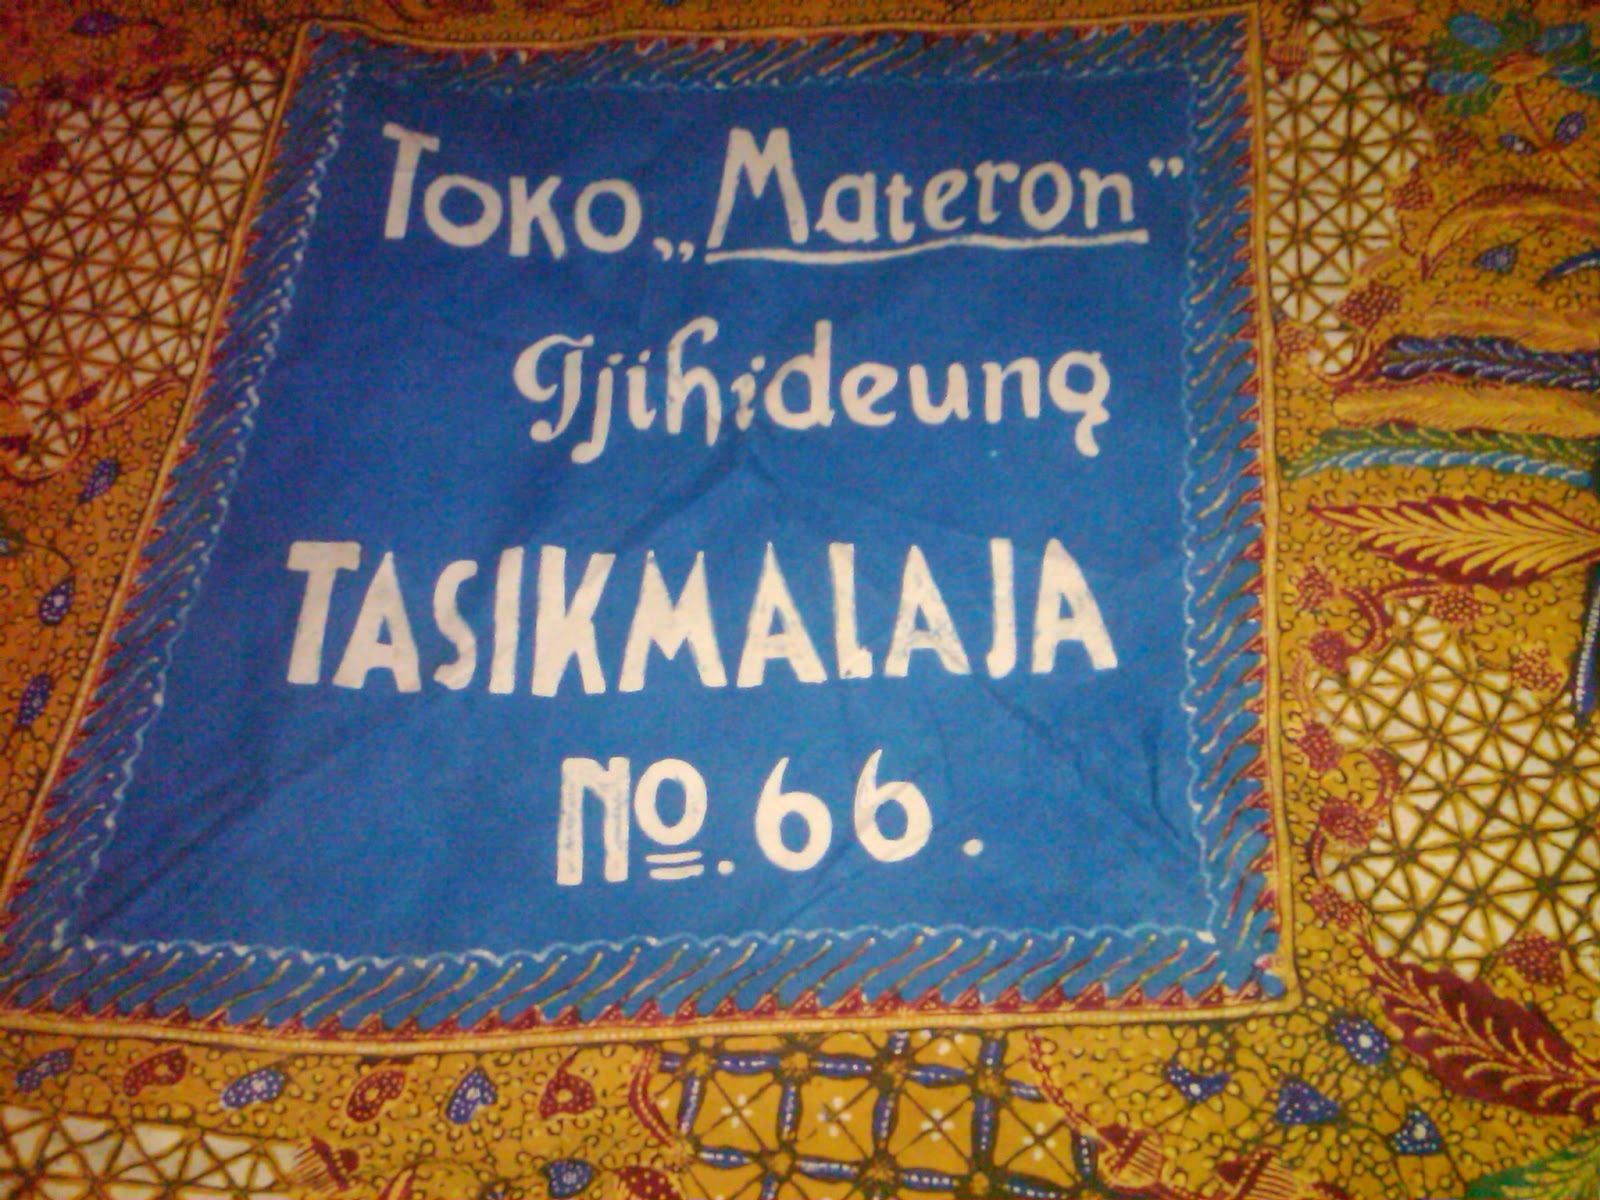 TOKO „Materon”
Tjihideung
TASIKMALAJA
No. 66.